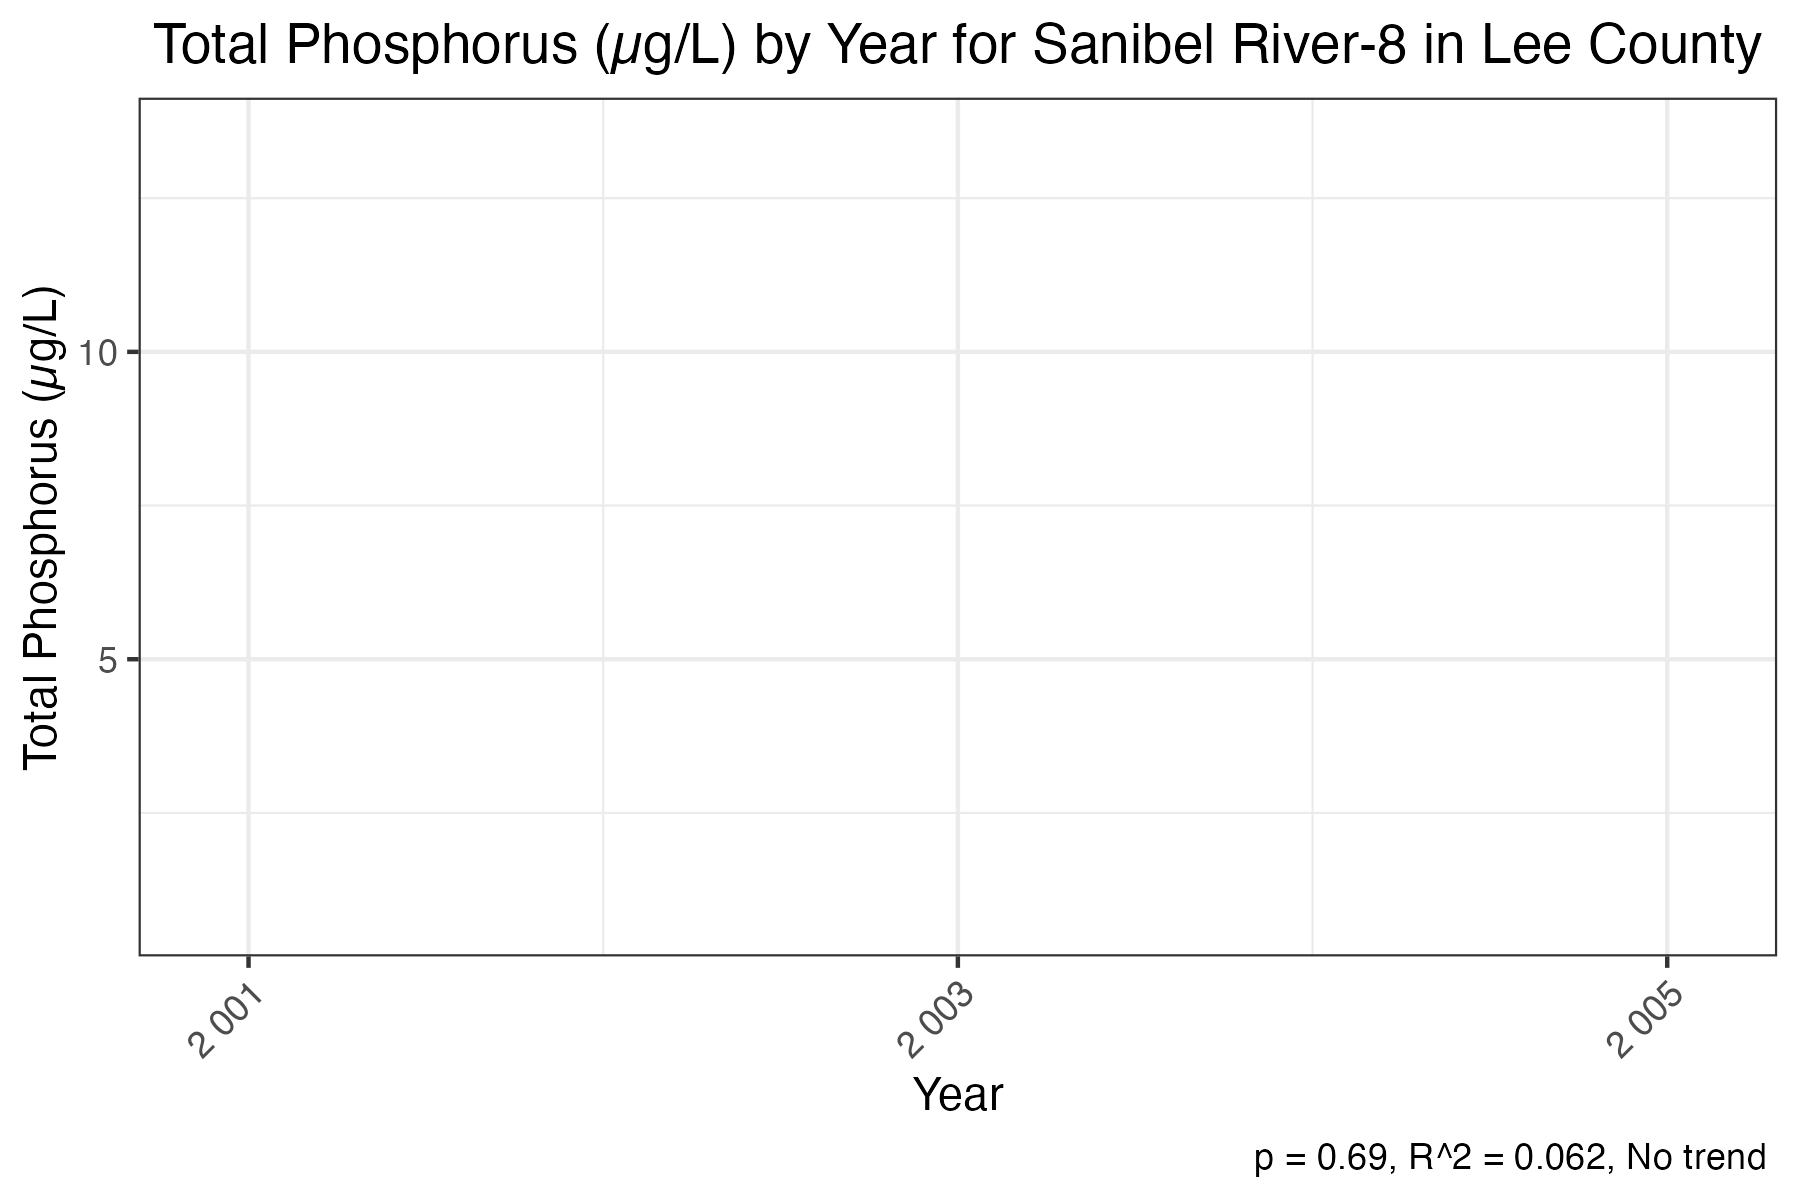 Total Phosphorus (µg/L) by Year for Sanibel River-8 in Lee County
Total Phosphorus (µg/L)
10
5
2 001
2 003
2 005
Year
p = 0.69, R^2 = 0.062, No trend